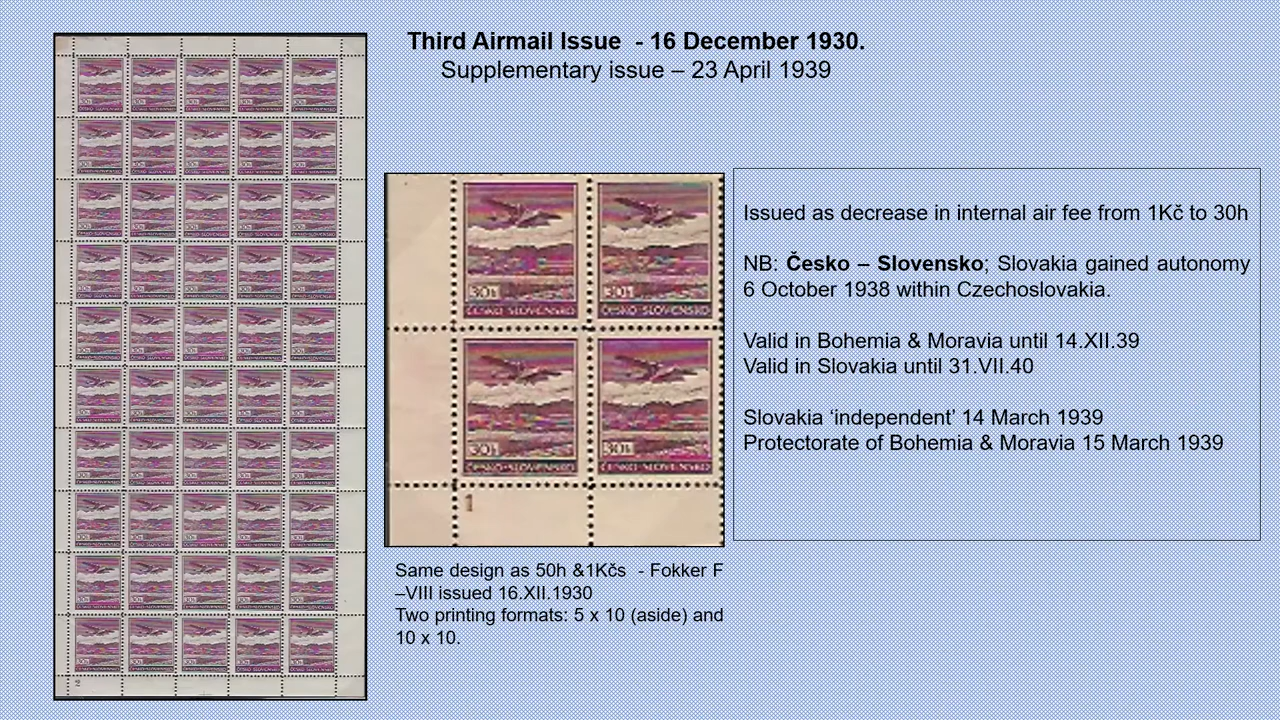 Third Airmail Issue  - 16 December 1930.
Supplementary issue – 23 April 1939
Issued as decrease in internal air fee from 1Kč to 30h
NB: Česko – Slovensko; Slovakia gained autonomy
6 October 1938 within Czechoslovakia.
Valid in Bohemia & Moravia until 14.XII.39
Valid in Slovakia until 31.VII.40
Slovakia ‘independent’ 14 March 1939
Protectorate of Bohemia & Moravia 15 March 1939
30h 30h
ČESKO-SLOVENSKO ČESKO-SLOVENSKO
30h 30h
ČESKO-SLOVENSKO ČESKO-SLOVENSKO
1
Same design as 50h &1Kčs  - Fokker F
–VIII issued 16.XII.1930
Two printing formats: 5 x 10 (aside) and
10 x 10.